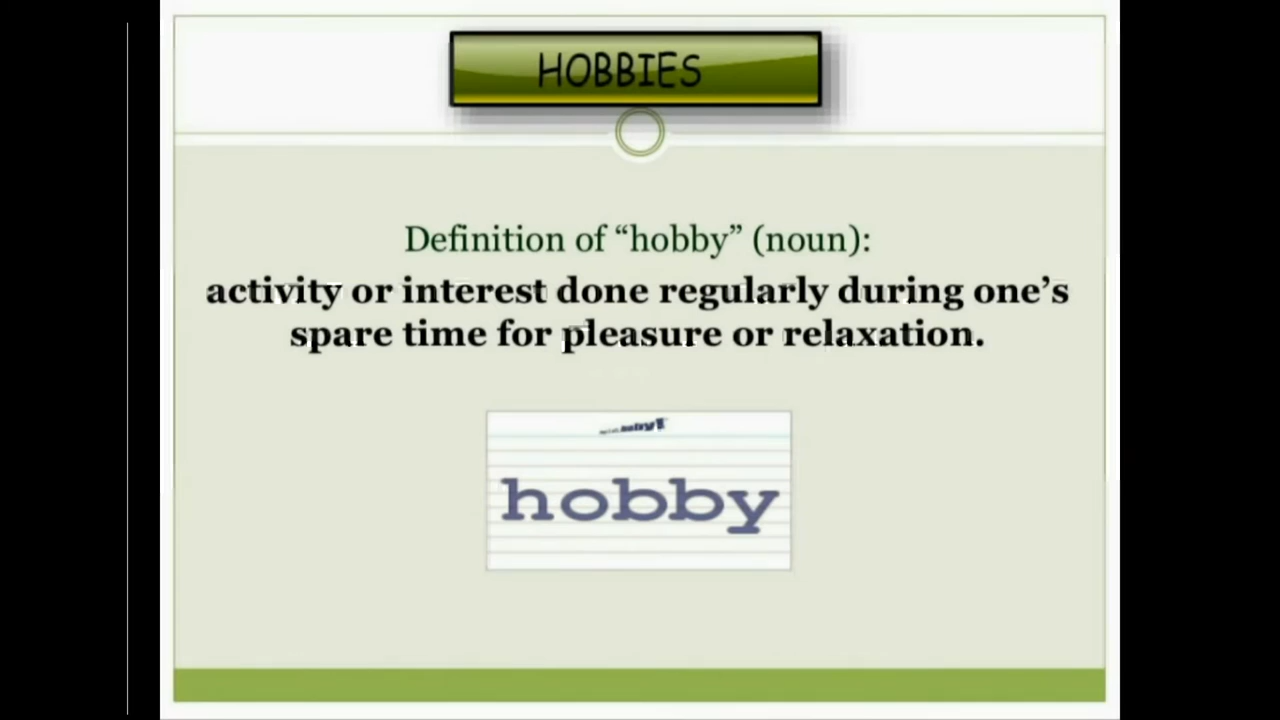 HOBBIES
Definition of “hobby” (noun):
activity or interest done regularly during one’s
spare time for pleasure or relaxation.
hobby